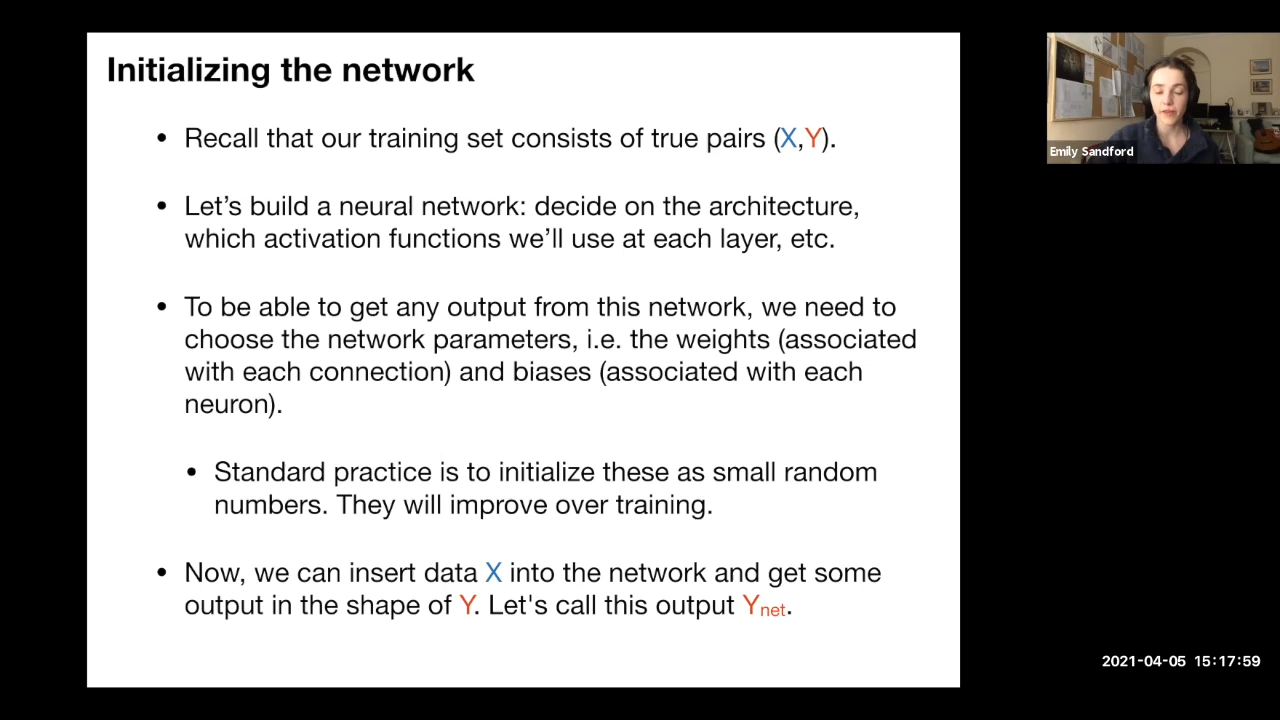 Initializing the network
• Recall that our training set consists of true pairs (X,Y).
• Let’s build a neural network: decide on the architecture,
which activation functions we’ll use at each layer, etc.
• To be able to get any output from this network, we need to
choose the network parameters, i.e. the weights (associated
with each connection) and biases (associated with each
neuron).
• Standard practice is to initialize these as small random
numbers. They will improve over training.
• Now, we can insert data X into the network and get some
output in the shape of Y. Let's call this output Ynet.
Emily Sandford
2021-04-05 15:17:59